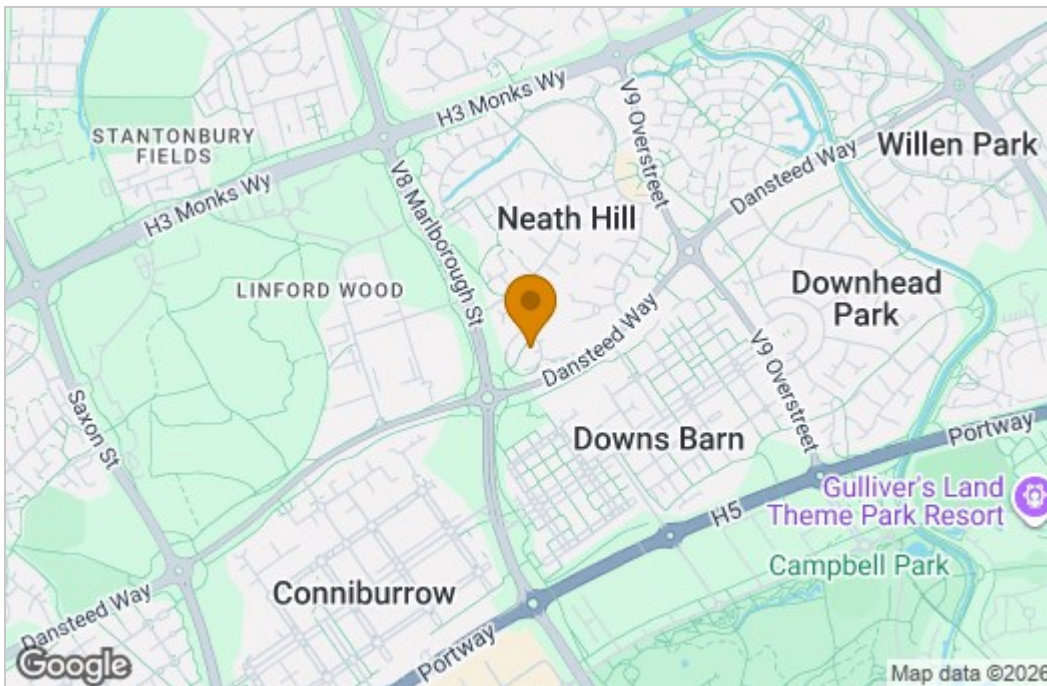 H3 Monks Wy
V9 Overstreet
STANTONBURY
FIELDS
Willen Park
Dansteed Way
V8 Marlborough St
H3 Monks Wy
Neath Hill
LINFORD WOOD
Downhead
Park
Dansteed Way
V9 Overstreet
Saxon St
Downs Barn
Portway
Gulliver's Land
Theme Park Resort
H5
Campbell Park
Conniburrow
Dansteed Way
Portway
Google
Map data ©2026